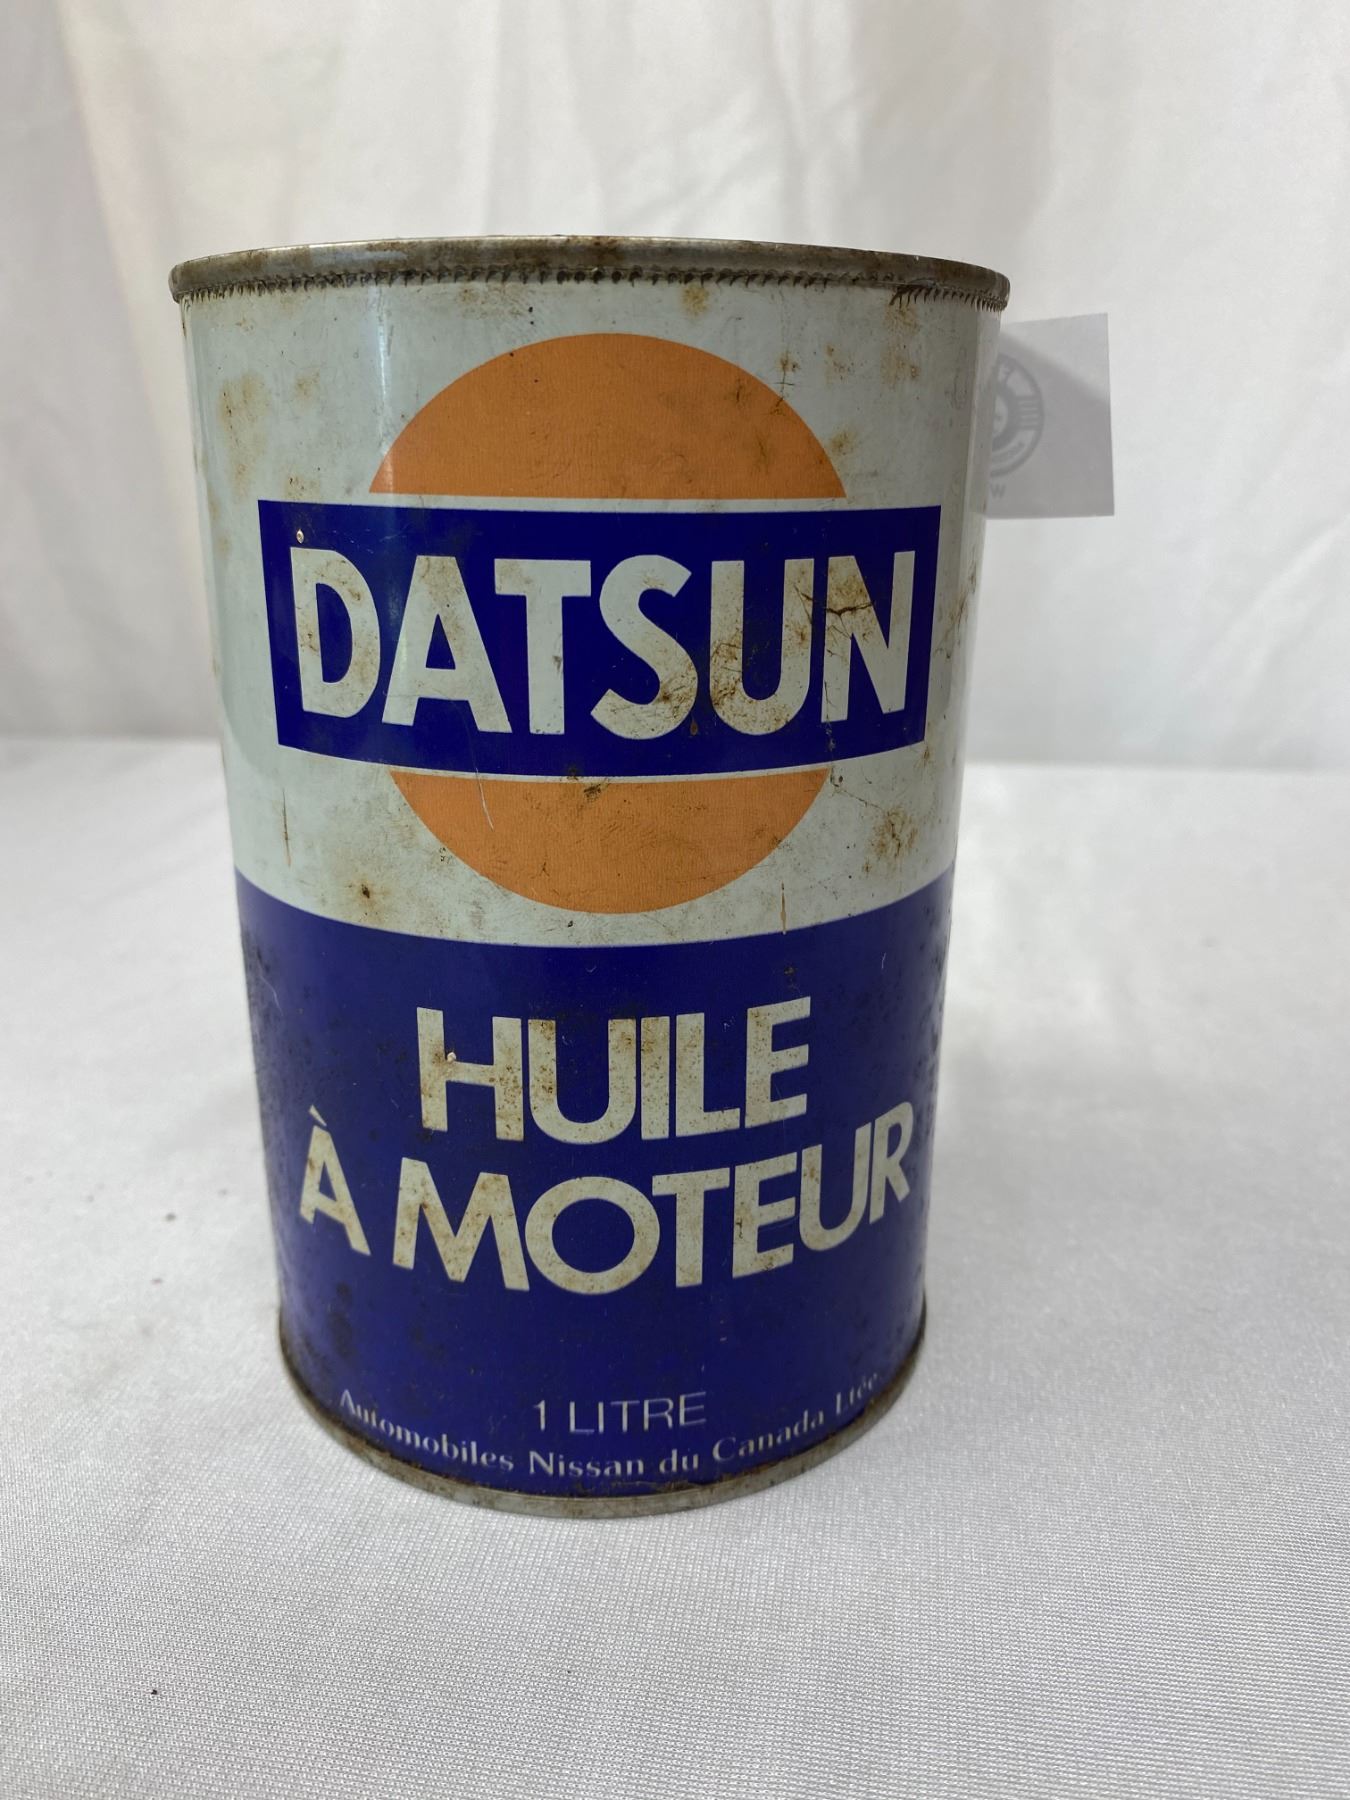 DATSUN
HUILE
À MOTEUR
1 LITRE
Automobiles Nissan du Canada Ltée.